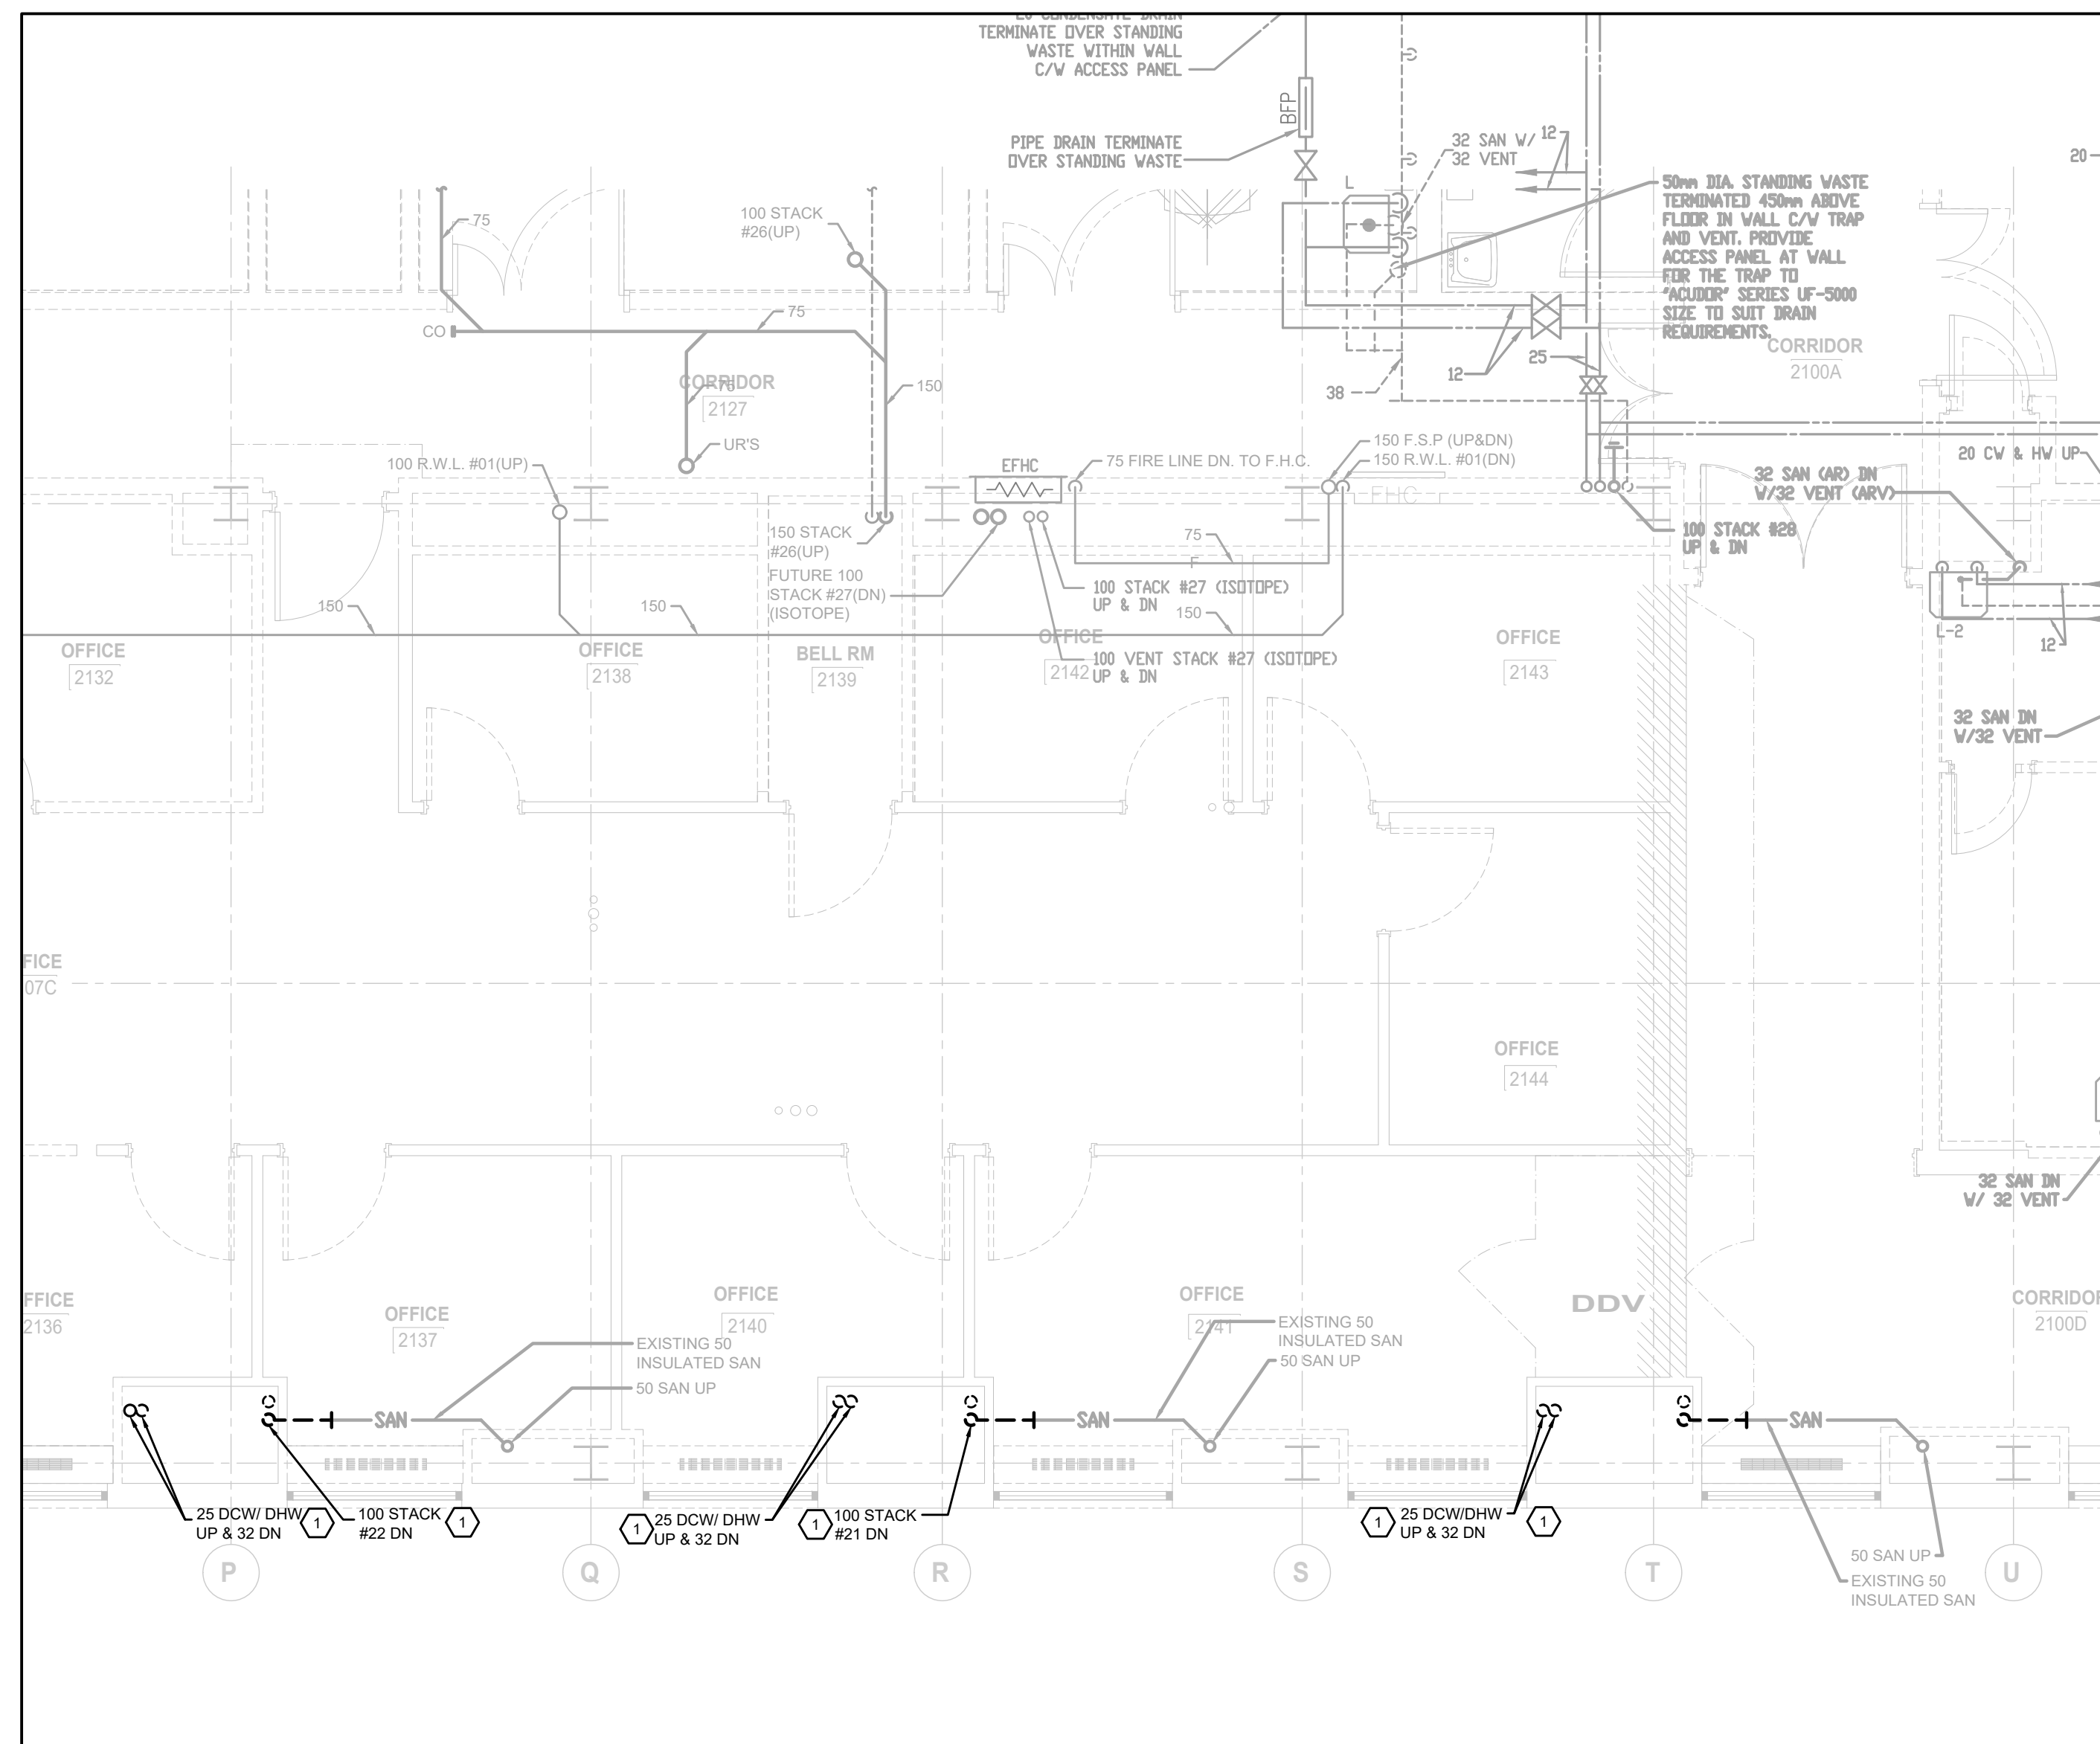 TERMINATE OVER STANDING
WASTE WITHIN WALL
C/W ACCESS PANEL
BFP
PIPE DRAIN TERMINATE
OVER STANDING WASTE
32 SAN W/
32 VENT
12
20
L
50mm DIA. STANDING WASTE
TERMINATED 450mm ABOVE
FLOOR IN WALL C/W TRAP
AND VENT. PROVIDE
ACCESS PANEL AT WALL
FOR THE TRAP TO
"ACUDOR" SERIES UF-5000
SIZE TO SUIT DRAIN
REQUIREMENTS.
75
100 STACK
#26(UP)
CO
75
CORRIDOR
2127
75
150
UR'S
38
12
25
CORRIDOR
2100A
100 R.W.L. #01(UP)
EFHC
75 FIRE LINE DN. TO F.H.C.
150 F.S.P (UP&DN)
150 R.W.L. #01(DN)
FHC
32 SAN (AR) DN
W/32 VENT (ARV)
20 CW & HW UP
100 STACK #28
UP & DN
150 STACK
#26(UP)
FUTURE 100
STACK #27(DN)
(ISOTOPE)
75
F
100 STACK #27 (ISOTOPE)
UP & DN
150
150
150
100 VENT STACK #27 (ISOTOPE)
UP & DN
L-2
12
OFFICE
2132
OFFICE
2138
BELL RM
2139
OFFICE
2142
OFFICE
2143
32 SAN DN
W/32 VENT
FICE
07C
OFFICE
2144
32 SAN DN
W/ 32 VENT
FFICE
2136
OFFICE
2137
OFFICE
2140
OFFICE
2141
DDV
CORRIDOR
2100D
EXISTING 50
INSULATED SAN
50 SAN UP
EXISTING 50
INSULATED SAN
50 SAN UP
SAN
SAN
SAN
25 DCW/ DHW
UP & 32 DN
1
100 STACK
#22 DN
1
1
25 DCW/ DHW
UP & 32 DN
1
100 STACK
#21 DN
1
25 DCW/DHW
UP & 32 DN
1
50 SAN UP
EXISTING 50
INSULATED SAN
P
Q
R
S
T
U